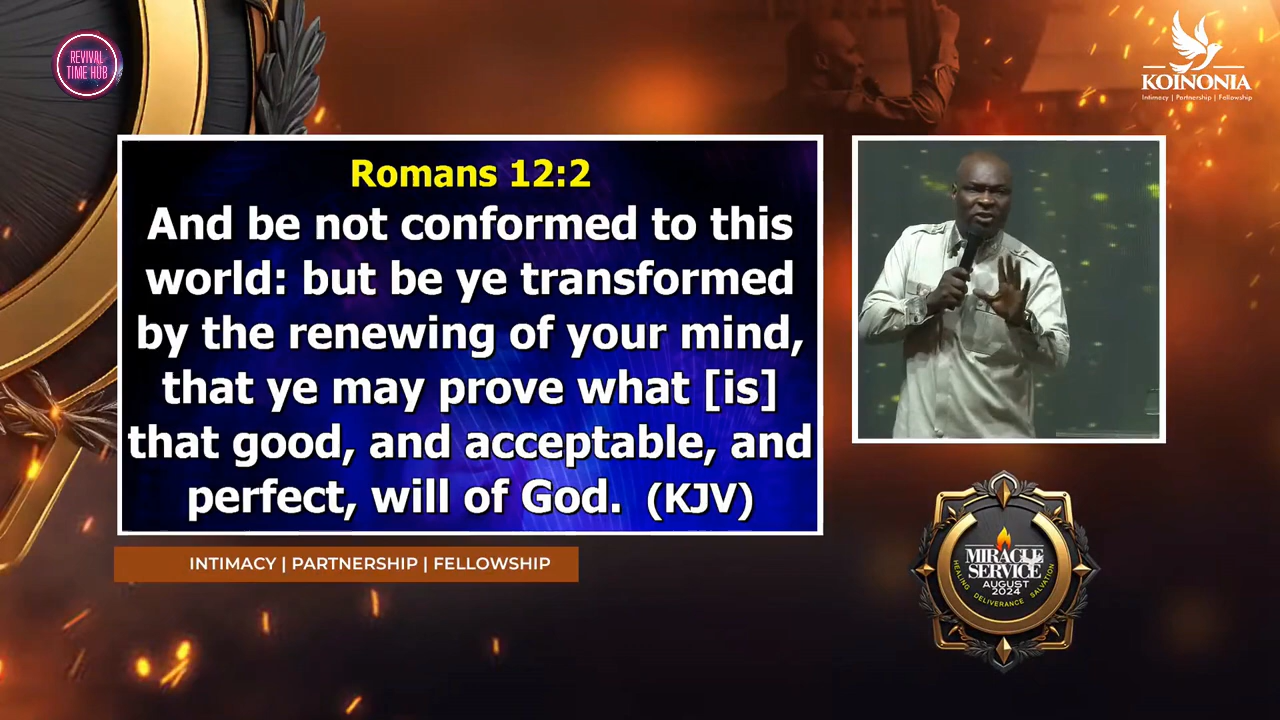 REVIVAL
TIME HUB
KOINONIA
Intimacy | Partnership | Fellowship
Romans 12:2
And be not conformed to this
world: but be ye transformed
by the renewing of your mind,
that ye may prove what [is]
that good, and acceptable, and
perfect, will of God. (KJV)
INTIMACY | PARTNERSHIP | FELLOWSHIP
MIRACLE
SERVICE
AUGUST
2024
HEALING DELIVERANCE SALVATION